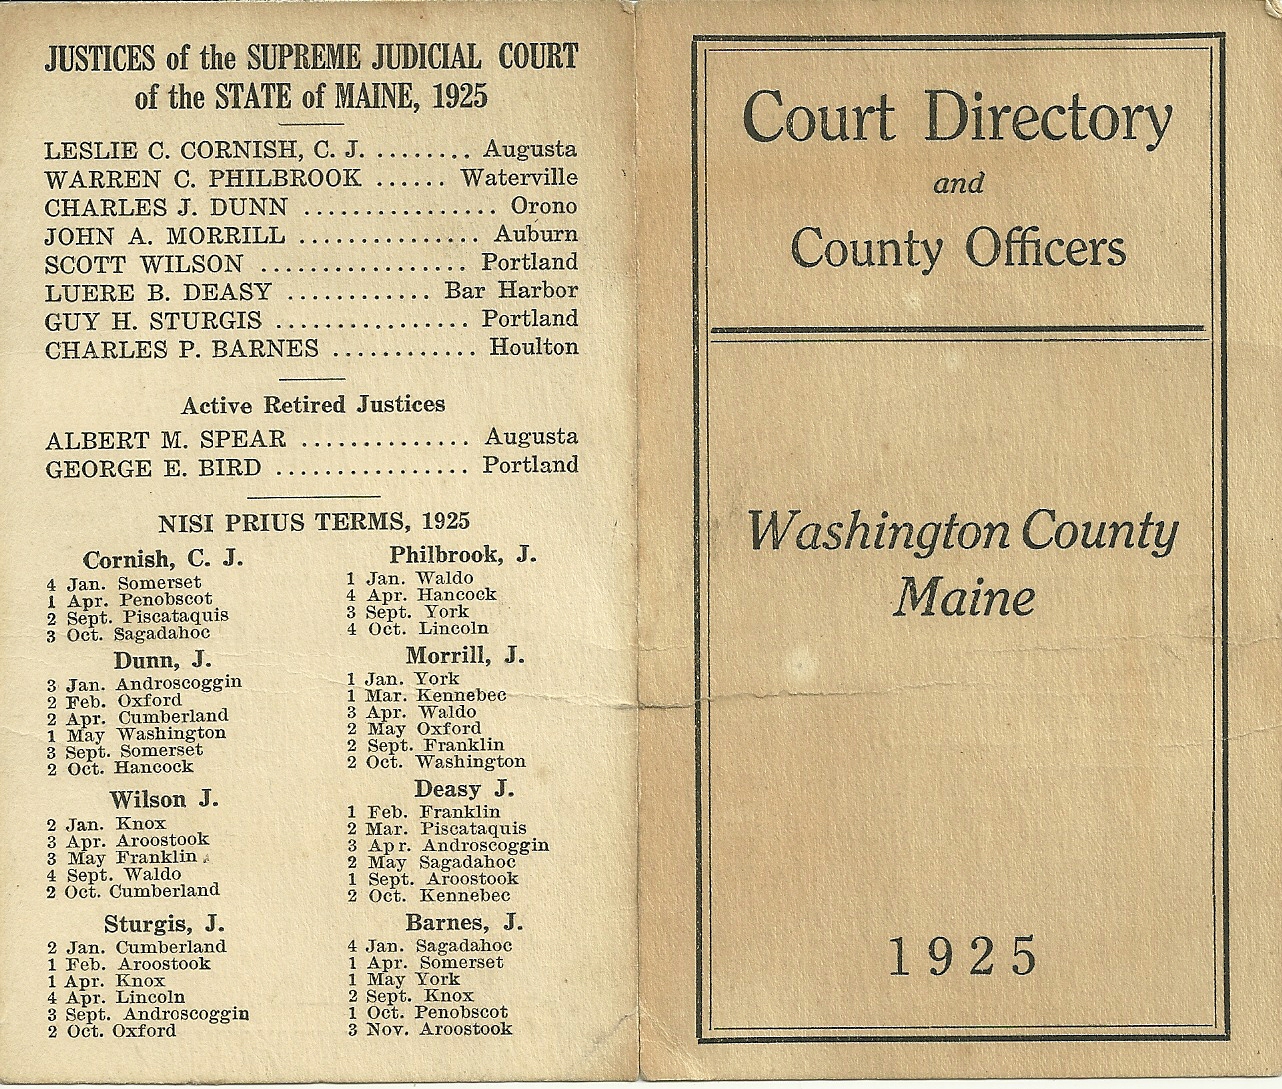 JUSTICES of the SUPREME JUDICIAL COURT
of the STATE of MAINE, 1925
LESLIE C. CORNISH, C. J. ........ Augusta
WARREN C. PHILBROOK ...... Waterville
CHARLES J. DUNN ................ Orono
JOHN A. MORRILL ............... Auburn
SCOTT WILSON ................. Portland
LUERE B. DEASY ............ Bar Harbor
GUY H. STURGIS ................ Portland
CHARLES P. BARNES ............ Houlton
Active Retired Justices
ALBERT M. SPEAR .............. Augusta
GEORGE E. BIRD ................ Portland
NISI PRIUS TERMS, 1925
Cornish, C. J.
4 Jan. Somerset
1 Apr. Penobscot
2 Sept. Piscataquis
3 Oct. Sagadahoc
Dunn, J.
3 Jan. Androscoggin
2 Feb. Oxford
2 Apr. Cumberland
1 May Washington
3 Sept. Somerset
2 Oct. Hancock
Wilson J.
2 Jan. Knox
3 Apr. Aroostook
3 May Franklin
4 Sept. Waldo
2 Oct. Cumberland
Sturgis, J.
2 Jan. Cumberland
1 Feb. Aroostook
1 Apr. Knox
4 Apr. Lincoln
3 Sept. Androscoggin
2 Oct. Oxford
Philbrook, J.
1 Jan. Waldo
4 Apr. Hancock
3 Sept. York
4 Oct. Lincoln
Morrill, J.
1 Jan. York
1 Mar. Kennebec
3 Apr. Waldo
2 May Oxford
2 Sept. Franklin
2 Oct. Washington
Deasy J.
1 Feb. Franklin
2 Mar. Piscataquis
3 Apr. Androscoggin
2 May Sagadahoc
1 Sept. Aroostook
2 Oct. Kennebec
Barnes, J.
4 Jan. Sagadahoc
1 Apr. Somerset
1 May York
2 Sept. Knox
1 Oct. Penobscot
3 Nov. Aroostook
Court Directory
and
County Officers
Washington County
Maine
1925